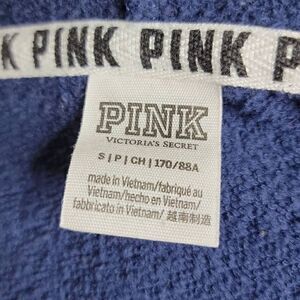 PINK PINK PINK
PINK
VICTORIA'S SECRET
S | P | CH | 170/88A
made in Vietnam/fabriqué au
Vietnam/hecho en Vietnam/
fabbricato in Vietnam/ 越南制造